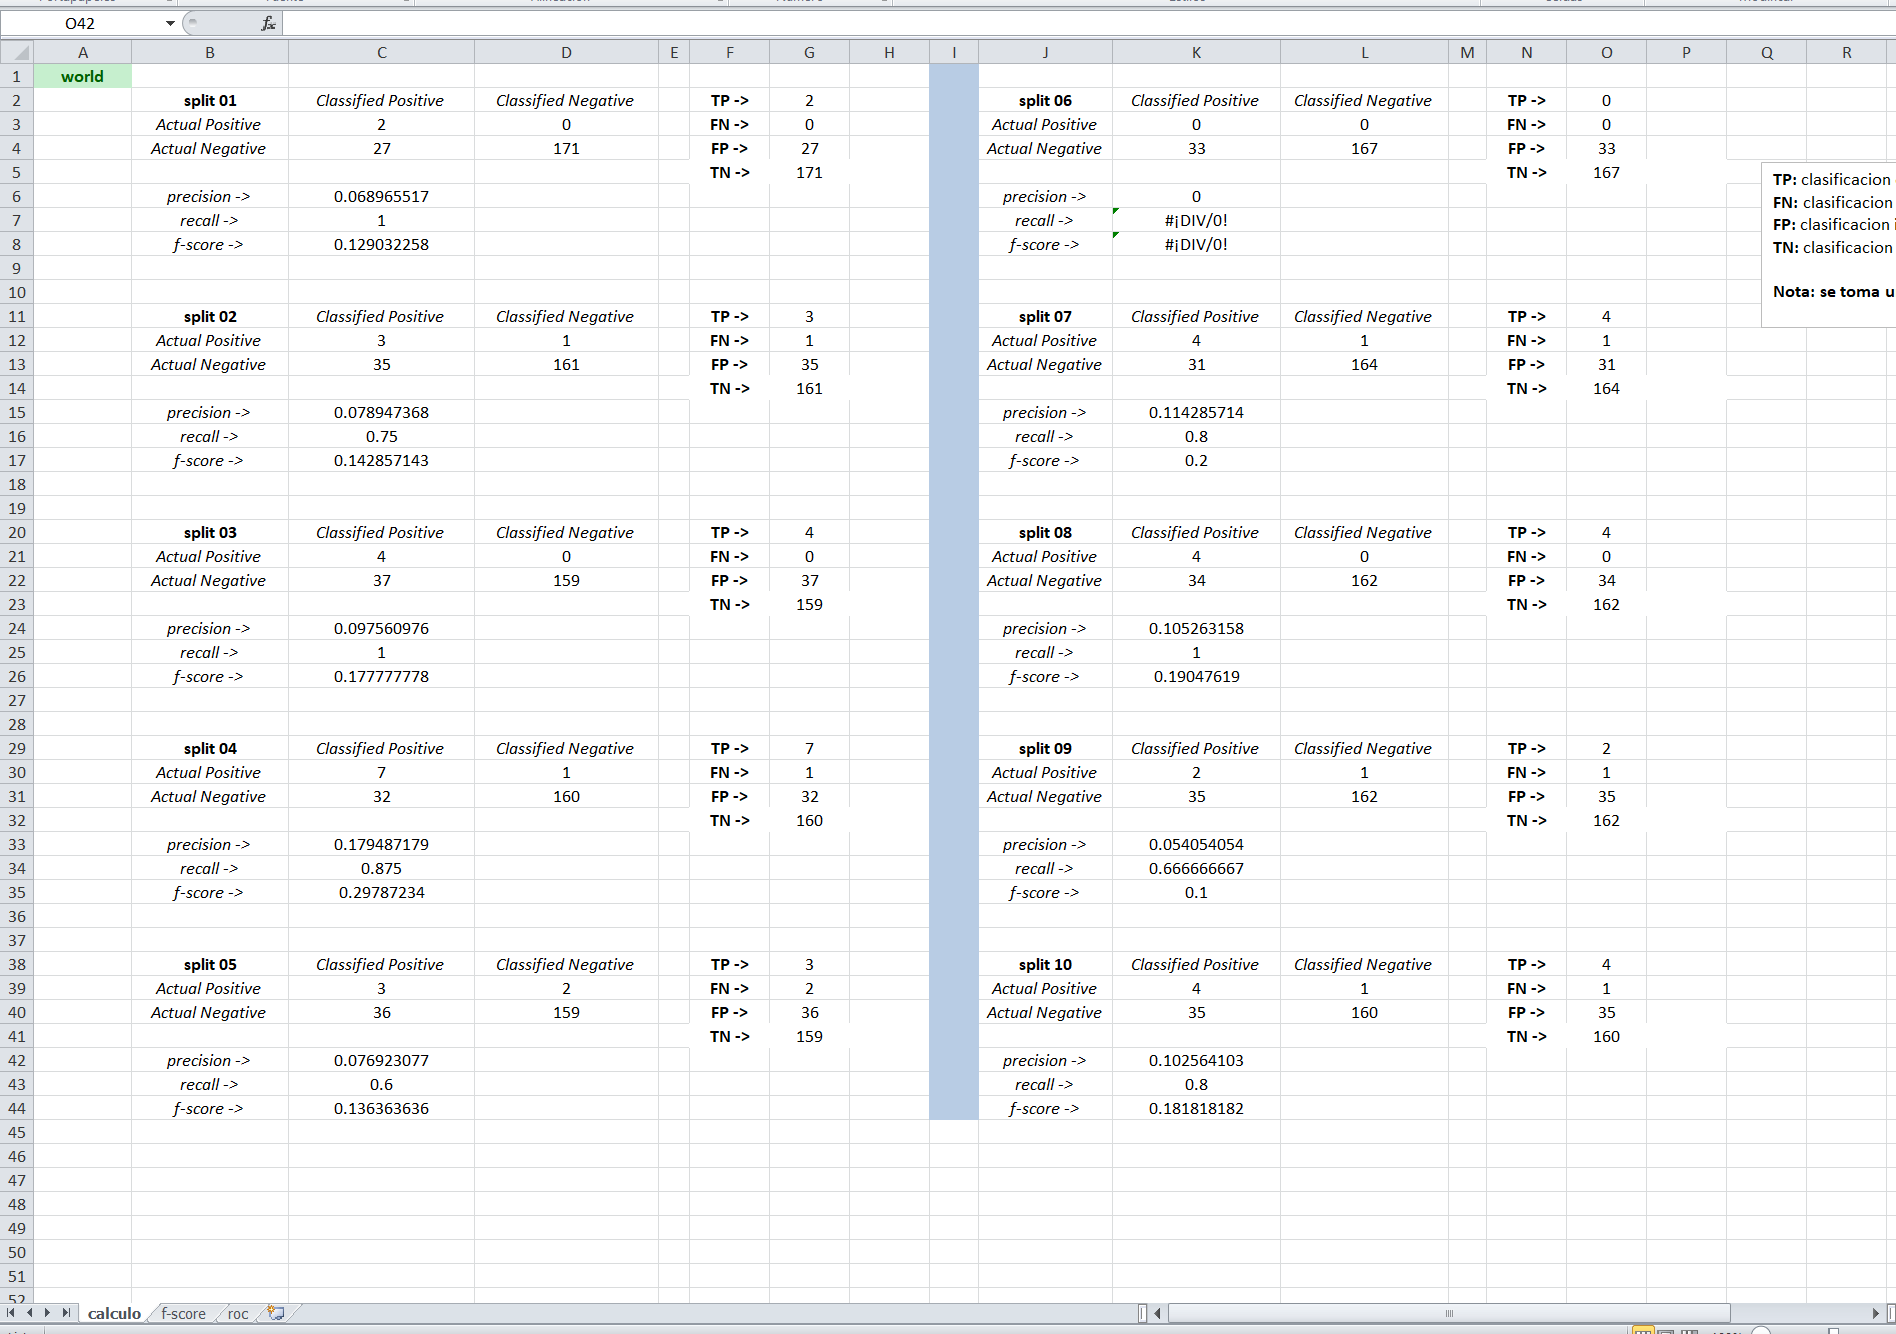 O42 fx
A B C D E F G H I J K L M N O P Q R
1 world
2 split 01 Classified Positive Classified Negative TP -> 2 split 06 Classified Positive Classified Negative TP -> 0
3 Actual Positive 2 0 FN -> 0 Actual Positive 0 0 FN -> 0
4 Actual Negative 27 171 FP -> 27 Actual Negative 33 167 FP -> 33
5 TN -> 171 TN -> 167
TP: clasificacion
6 precision -> 0.068965517 precision -> 0
FN: clasificacion
7 recall -> 1 recall -> #¡DIV/0!
FP: clasificacion i
8 f-score -> 0.129032258 f-score -> #¡DIV/0!
TN: clasificacion
9
10 Nota: se toma u
11 split 02 Classified Positive Classified Negative TP -> 3 split 07 Classified Positive Classified Negative TP -> 4
12 Actual Positive 3 1 FN -> 1 Actual Positive 4 1 FN -> 1
13 Actual Negative 35 161 FP -> 35 Actual Negative 31 164 FP -> 31
14 TN -> 161 TN -> 164
15 precision -> 0.078947368 precision -> 0.114285714
16 recall -> 0.75 recall -> 0.8
17 f-score -> 0.142857143 f-score -> 0.2
18
19
20 split 03 Classified Positive Classified Negative TP -> 4 split 08 Classified Positive Classified Negative TP -> 4
21 Actual Positive 4 0 FN -> 0 Actual Positive 4 0 FN -> 0
22 Actual Negative 37 159 FP -> 37 Actual Negative 34 162 FP -> 34
23 TN -> 159 TN -> 162
24 precision -> 0.097560976 precision -> 0.105263158
25 recall -> 1 recall -> 1
26 f-score -> 0.177777778 f-score -> 0.19047619
27
28
29 split 04 Classified Positive Classified Negative TP -> 7 split 09 Classified Positive Classified Negative TP -> 2
30 Actual Positive 7 1 FN -> 1 Actual Positive 2 1 FN -> 1
31 Actual Negative 32 160 FP -> 32 Actual Negative 35 162 FP -> 35
32 TN -> 160 TN -> 162
33 precision -> 0.179487179 precision -> 0.054054054
34 recall -> 0.875 recall -> 0.666666667
35 f-score -> 0.29787234 f-score -> 0.1
36
37
38 split 05 Classified Positive Classified Negative TP -> 3 split 10 Classified Positive Classified Negative TP -> 4
39 Actual Positive 3 2 FN -> 2 Actual Positive 4 1 FN -> 1
40 Actual Negative 36 159 FP -> 36 Actual Negative 35 160 FP -> 35
41 TN -> 159 TN -> 160
42 precision -> 0.076923077 precision -> 0.102564103
43 recall -> 0.6 recall -> 0.8
44 f-score -> 0.136363636 f-score -> 0.181818182
45
46
47
48
49
50
51
52
calculo f-score roc